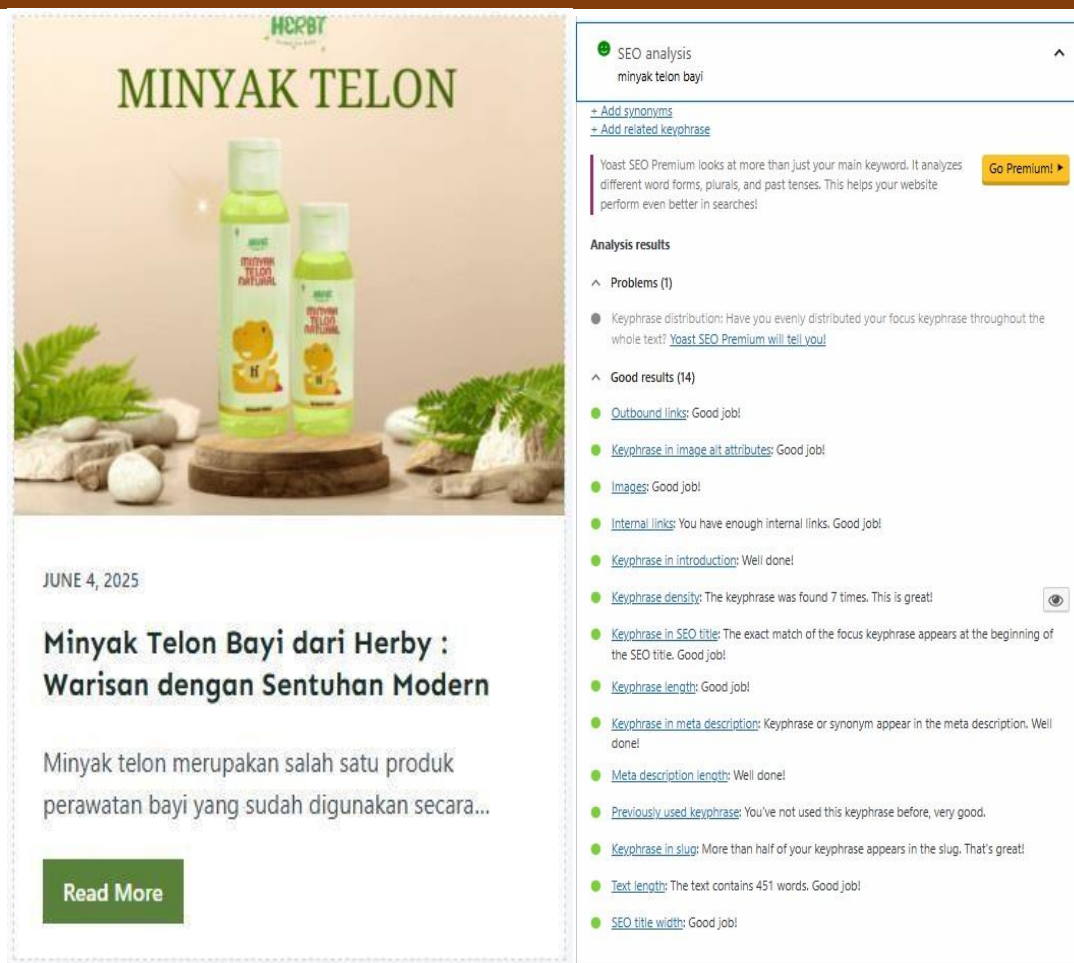 HERBY
MINYAK TELON
MINYAK
TELON
NATURAL
MINYAK
TELON
NATURAL
JUNE 4, 2025
Minyak Telon Bayi dari Herby :
Warisan dengan Sentuhan Modern
Minyak telon merupakan salah satu produk
perawatan bayi yang sudah digunakan secara...
Read More
SEO analysis
minyak telon bayi
+ Add synonyms
+ Add related keyphrase
Yoast SEO Premium looks at more than just your main keyword. It analyzes
different word forms, plurals, and past tenses. This helps your website
perform even better in searches!
Go Premium!
Analysis results
Problems (1)
Keyphrase distribution: Have you evenly distributed your focus keyphrase throughout the
whole text? Yoast SEO Premium will tell you!
Good results (14)
Outbound links: Good job!
Keyphrase in image alt attributes: Good job!
Images: Good job!
Internal links: You have enough internal links. Good job!
Keyphrase in introduction: Well done!
Keyphrase density: The keyphrase was found 7 times. This is great!
Keyphrase in SEO title: The exact match of the focus keyphrase appears at the beginning of
the SEO title. Good job!
Keyphrase length: Good job!
Keyphrase in meta description: Keyphrase or synonym appear in the meta description. Well
done!
Meta description length: Well done!
Previously used keyphrase: You've not used this keyphrase before, very good.
Keyphrase in slug: More than half of your keyphrase appears in the slug. That's great!
Text length: The text contains 451 words. Good job!
SEO title width: Good job!